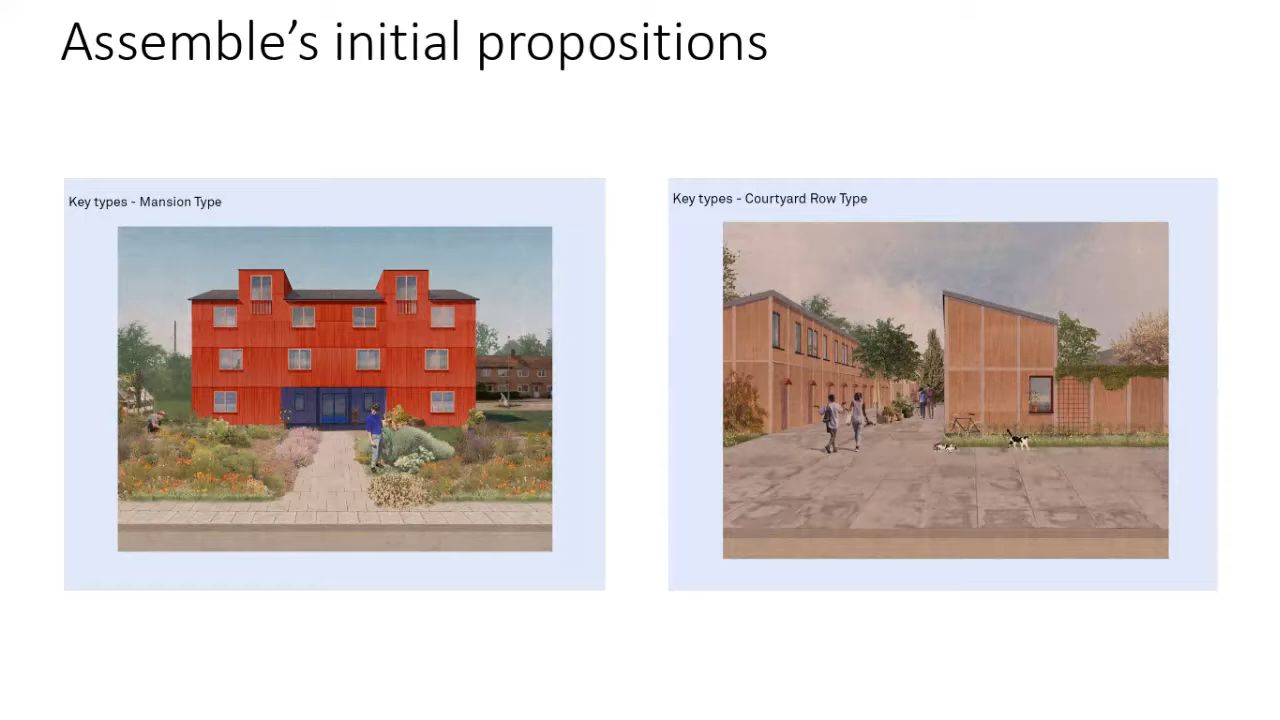 Assemble’s initial propositions
Key types - Mansion Type
Key types - Courtyard Row Type